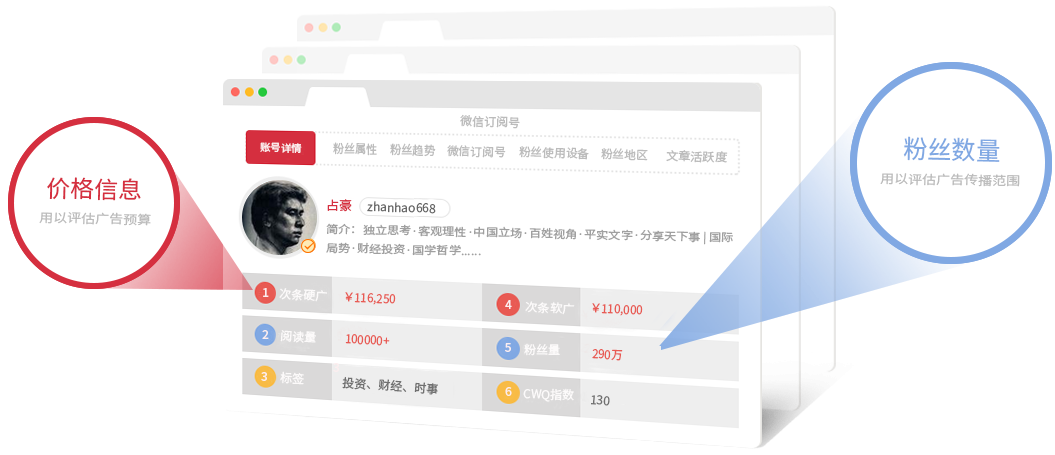 微信订阅号
账号详情 粉丝属性 粉丝趋势 微信订阅号 粉丝使用设备 粉丝地区 文章活跃度
价格信息
用以评估广告预算
粉丝数量
用以评估广告传播范围
占豪 zhanhao668
简介： 独立思考·客观理性·中国立场·百姓视角·平实文字·分享天下事|国际
局势·财经投资·国学哲学......
1 次条硬广 ￥116,250 4 次条软广 ￥110,000
2 阅读量 100000+ 5 粉丝量 290万
3 标签 投资、财经、时事 6 CWQ指数 130